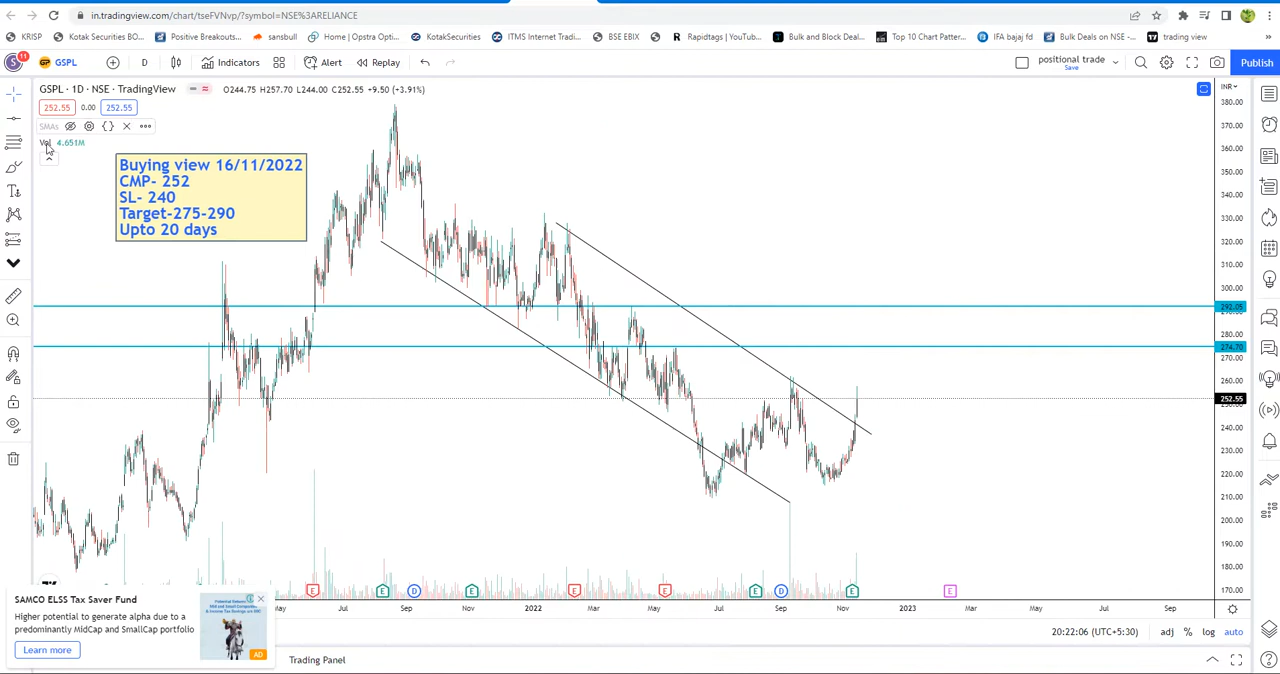 in.tradingview.com/chart/tseFVNvp/?symbol=NSE%3ARELIANCE
KRISP
Kotak Securities BO...
Positive Breakouts...
sansbull
Home | Opstra Opti...
KotakSecurities
ITMS Internet Tradi...
BSE EBIX
Rapidtags | YouTub...
Bulk and Block Deal...
Top 10 Chart Patter...
IFA bajaj fd
Bulk Deals on NSE -...
trading view
S 11
GSPL
D
Indicators
Alert
Replay
positional trade
Save
Publish
GSPL · 1D · NSE · TradingView
O244.75 H257.70 L244.00 C252.55 +9.50 (+3.91%)
252.55 0.00 252.55
SMAs
Vol 4.651M
Buying view 16/11/2022
CMP- 252
SL- 240
Target-275-290
Upto 20 days
INR
380.00
370.00
360.00
350.00
340.00
330.00
320.00
310.00
300.00
292.05
280.00
274.70
270.00
260.00
252.55
240.00
230.00
220.00
210.00
200.00
190.00
180.00
170.00
E E D E E E E D E E
May Jul Sep Nov 2022 Mar May Jul Sep Nov 2023 Mar May Jul Sep
SAMCO ELSS Tax Saver Fund
Higher potential to generate alpha due to a
predominantly MidCap and SmallCap portfolio
Learn more
AD
20:22:06 (UTC+5:30)
adj % log auto
Trading Panel